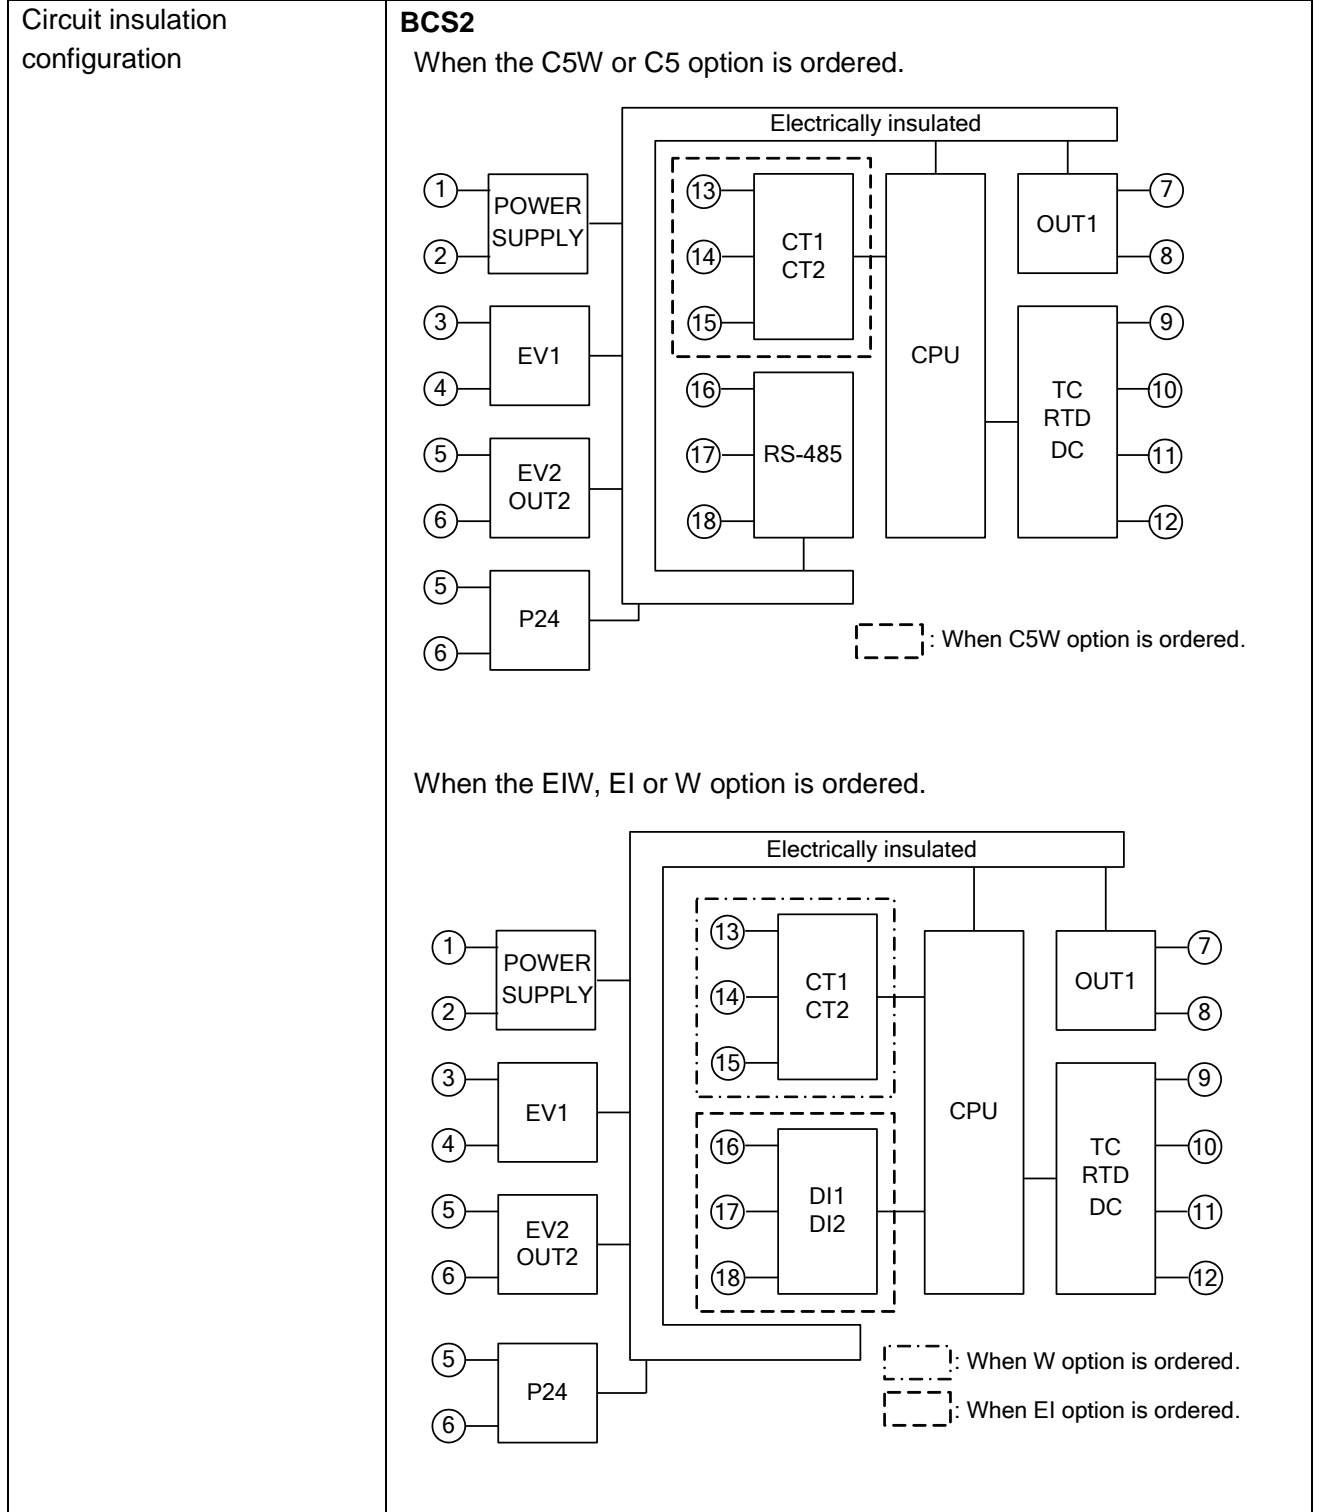 Circuit insulation
configuration
BCS2
When the C5W or C5 option is ordered.
Electrically insulated
1
2
POWER
SUPPLY
3
4
EV1
5
6
EV2
OUT2
5
6
P24
13
14
15
CT1
CT2
16
17
18
RS-485
CPU
OUT1
7
8
TC
RTD
DC
9
10
11
12
: When C5W option is ordered.
When the EIW, EI or W option is ordered.
Electrically insulated
1
2
POWER
SUPPLY
3
4
EV1
5
6
EV2
OUT2
5
6
P24
13
14
15
CT1
CT2
16
17
18
DI1
DI2
CPU
OUT1
7
8
TC
RTD
DC
9
10
11
12
: When W option is ordered.
: When EI option is ordered.